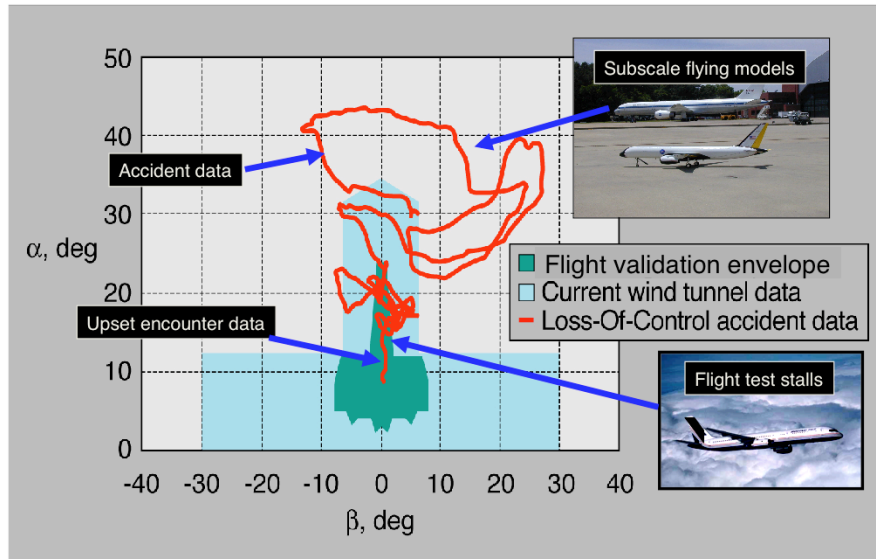 50
40
30
20
10
0
α, deg
-40
-30
-20
-10
0
10
20
30
40
β, deg
Accident data
Upset encounter data
Subscale flying models
Flight validation envelope
Current wind tunnel data
Loss-Of-Control accident data
Flight test stalls